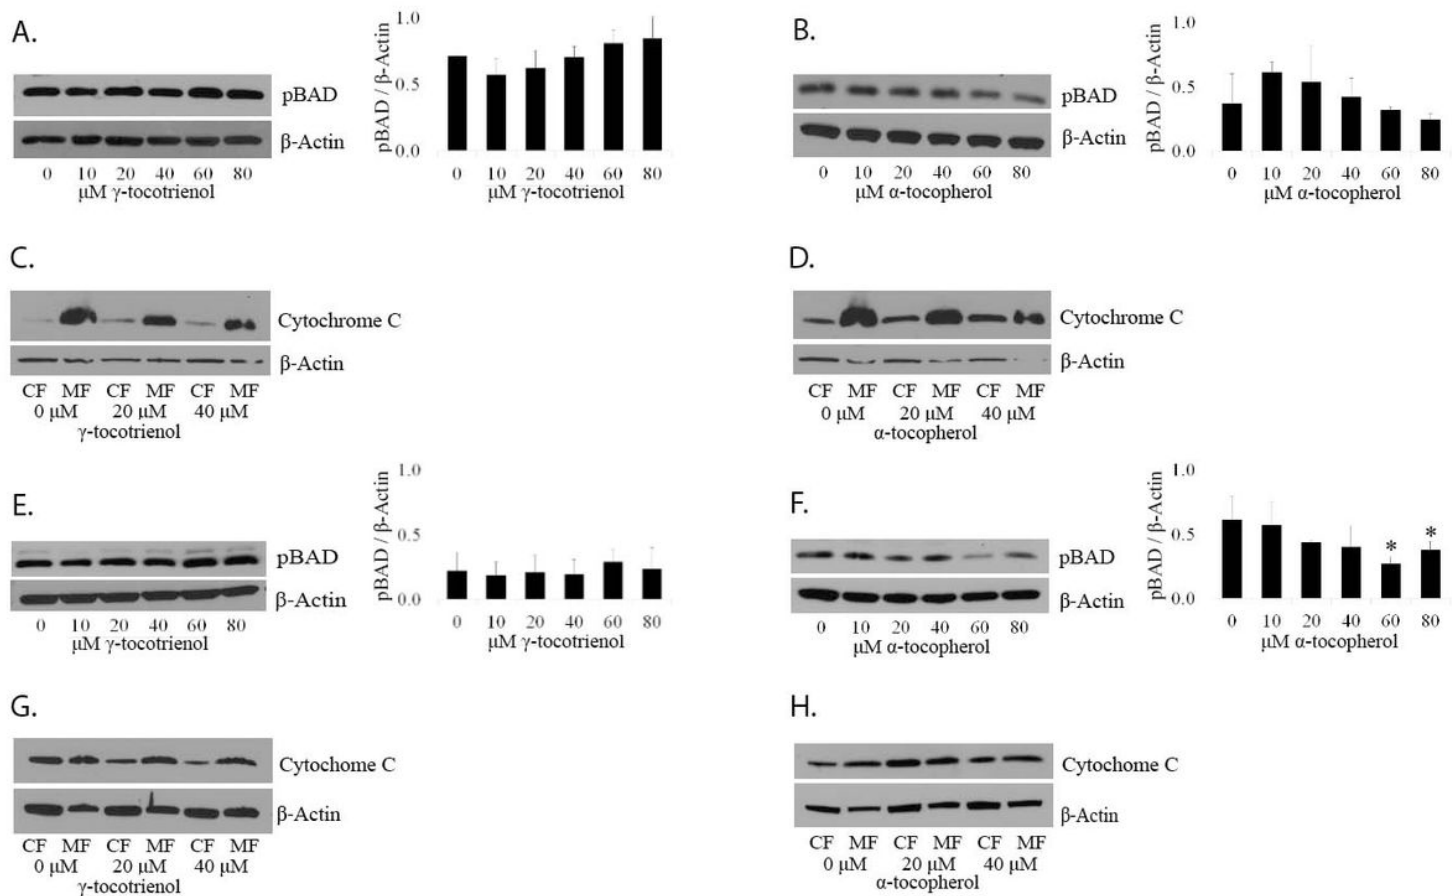 A.
pBAD
β-Actin
0 10 20 40 60 80
μM γ-tocotrienol
pBAD / β-Actin
1.0
0.5
0.0
0 10 20 40 60 80
μM γ-tocotrienol
B.
pBAD
β-Actin
0 10 20 40 60 80
μM α-tocopherol
pBAD / β-Actin
1.0
0.5
0.0
0 10 20 40 60 80
μM α-tocopherol
C.
Cytochrome C
β-Actin
CF MF CF MF CF MF
0 μM 20 μM 40 μM
γ-tocotrienol
D.
Cytochrome C
β-Actin
CF MF CF MF CF MF
0 μM 20 μM 40 μM
α-tocopherol
E.
pBAD
β-Actin
0 10 20 40 60 80
μM γ-tocotrienol
pBAD / β-Actin
1.0
0.5
0.0
0 10 20 40 60 80
μM γ-tocotrienol
F.
pBAD
β-Actin
0 10 20 40 60 80
μM α-tocopherol
pBAD / β-Actin
1.0
0.5
0.0
* *
0 10 20 40 60 80
μM α-tocopherol
G.
Cytochome C
β-Actin
CF MF CF MF CF MF
0 μM 20 μM 40 μM
γ-tocotrienol
H.
Cytochome C
β-Actin
CF MF CF MF CF MF
0 μM 20 μM 40 μM
α-tocopherol